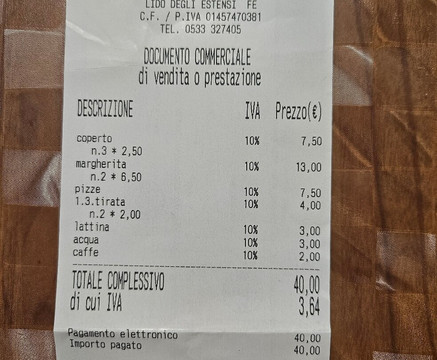 LIDO DEGLI ESTENSI FE
C.F. / P.IVA 01457470381
TEL. 0533 327405
DOCUMENTO COMMERCIALE
di vendita o prestazione
DESCRIZIONE IVA Prezzo(€)
coperto 10% 7,50
n.3 * 2,50
margherita 10% 13,00
n.2 * 6,50
pizze 10% 7,50
1.3.tirata 10% 4,00
n.2 * 2,00
lattina 10% 3,00
acqua 10% 3,00
caffe 10% 2,00
TOTALE COMPLESSIVO 40,00
di cui IVA 3,64
Pagamento elettronico 40,00
Importo pagato 40,00